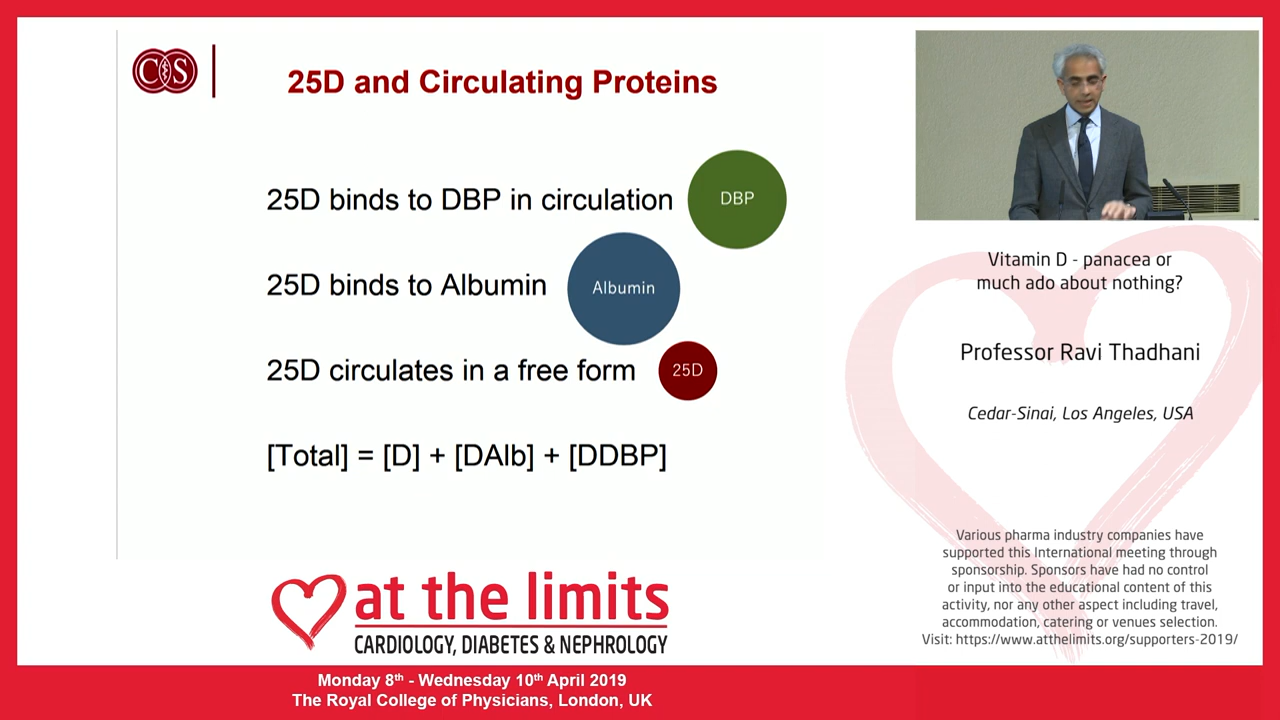 CS
25D and Circulating Proteins
25D binds to DBP in circulation
DBP
25D binds to Albumin
Albumin
25D circulates in a free form
25D
[Total] = [D] + [DAlb] + [DDBP]
at the limits
CARDIOLOGY, DIABETES & NEPHROLOGY
Monday 8th - Wednesday 10th April 2019
The Royal College of Physicians, London, UK
Vitamin D - panacea or
much ado about nothing?
Professor Ravi Thadhani
Cedar-Sinai, Los Angeles, USA
Various pharma industry companies have
supported this International meeting through
sponsorship. Sponsors have had no control
or input into the educational content of this
activity, nor any other aspect including travel,
accommodation, catering or venues selection.
Visit: https://www.atthelimits.org/supporters-2019/